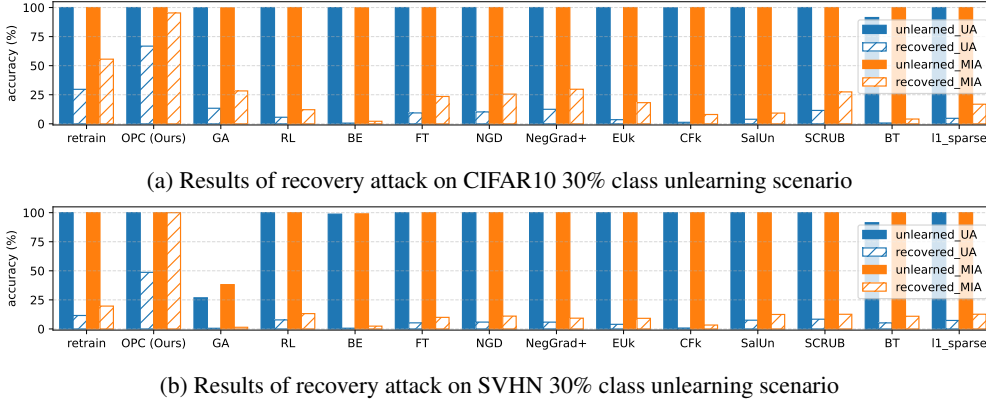 100
75
50
25
0
accuracy (%)
unlearned_UA
recovered_UA
unlearned_MIA
recovered_MIA
retrain OPC (Ours) GA RL BE FT NGD NegGrad+ EUk CFk SalUn SCRUB BT l1_sparse
(a) Results of recovery attack on CIFAR10 30% class unlearning scenario
100
75
50
25
0
accuracy (%)
unlearned_UA
recovered_UA
unlearned_MIA
recovered_MIA
retrain OPC (Ours) GA RL BE FT NGD NegGrad+ EUk CFk SalUn SCRUB BT l1_sparse
(b) Results of recovery attack on SVHN 30% class unlearning scenario